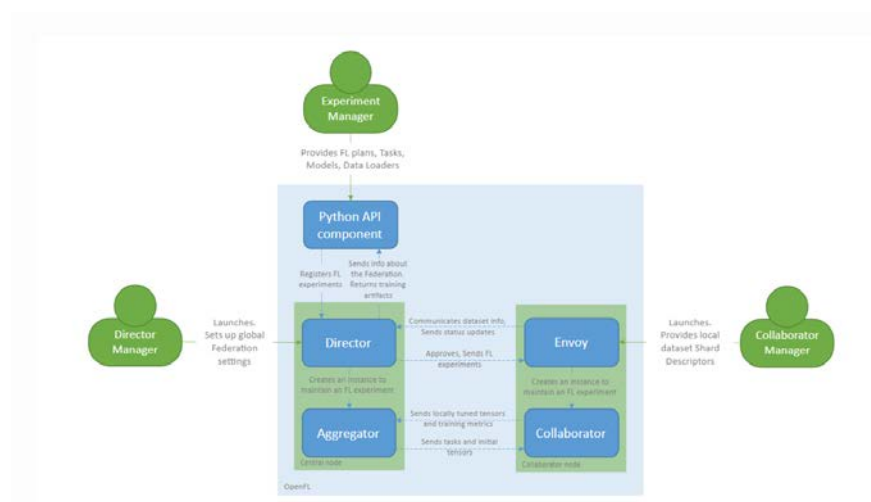 Experiment
Manager
Provides FL plans, Tasks,
Models, Data Loaders
Python API
component
Registers FL
experiments
Sends info about
the Federation.
Returns training
artifacts
Director
Manager
Launches.
Sets up global
Federation
settings
Director
Communicates dataset info,
Sends status updates
Approves, Sends FL
experiments
Envoy
Launches.
Provides local
dataset Shard
Descriptors
Collaborator
Manager
Creates an instance to
maintain an FL experiment
Creates an instance to
maintain an FL experiment
Aggregator
Sends locally tuned tensors
and training metrics
Sends tasks and initial
tensors
Collaborator
Central node
Collaborator node
OpenFL